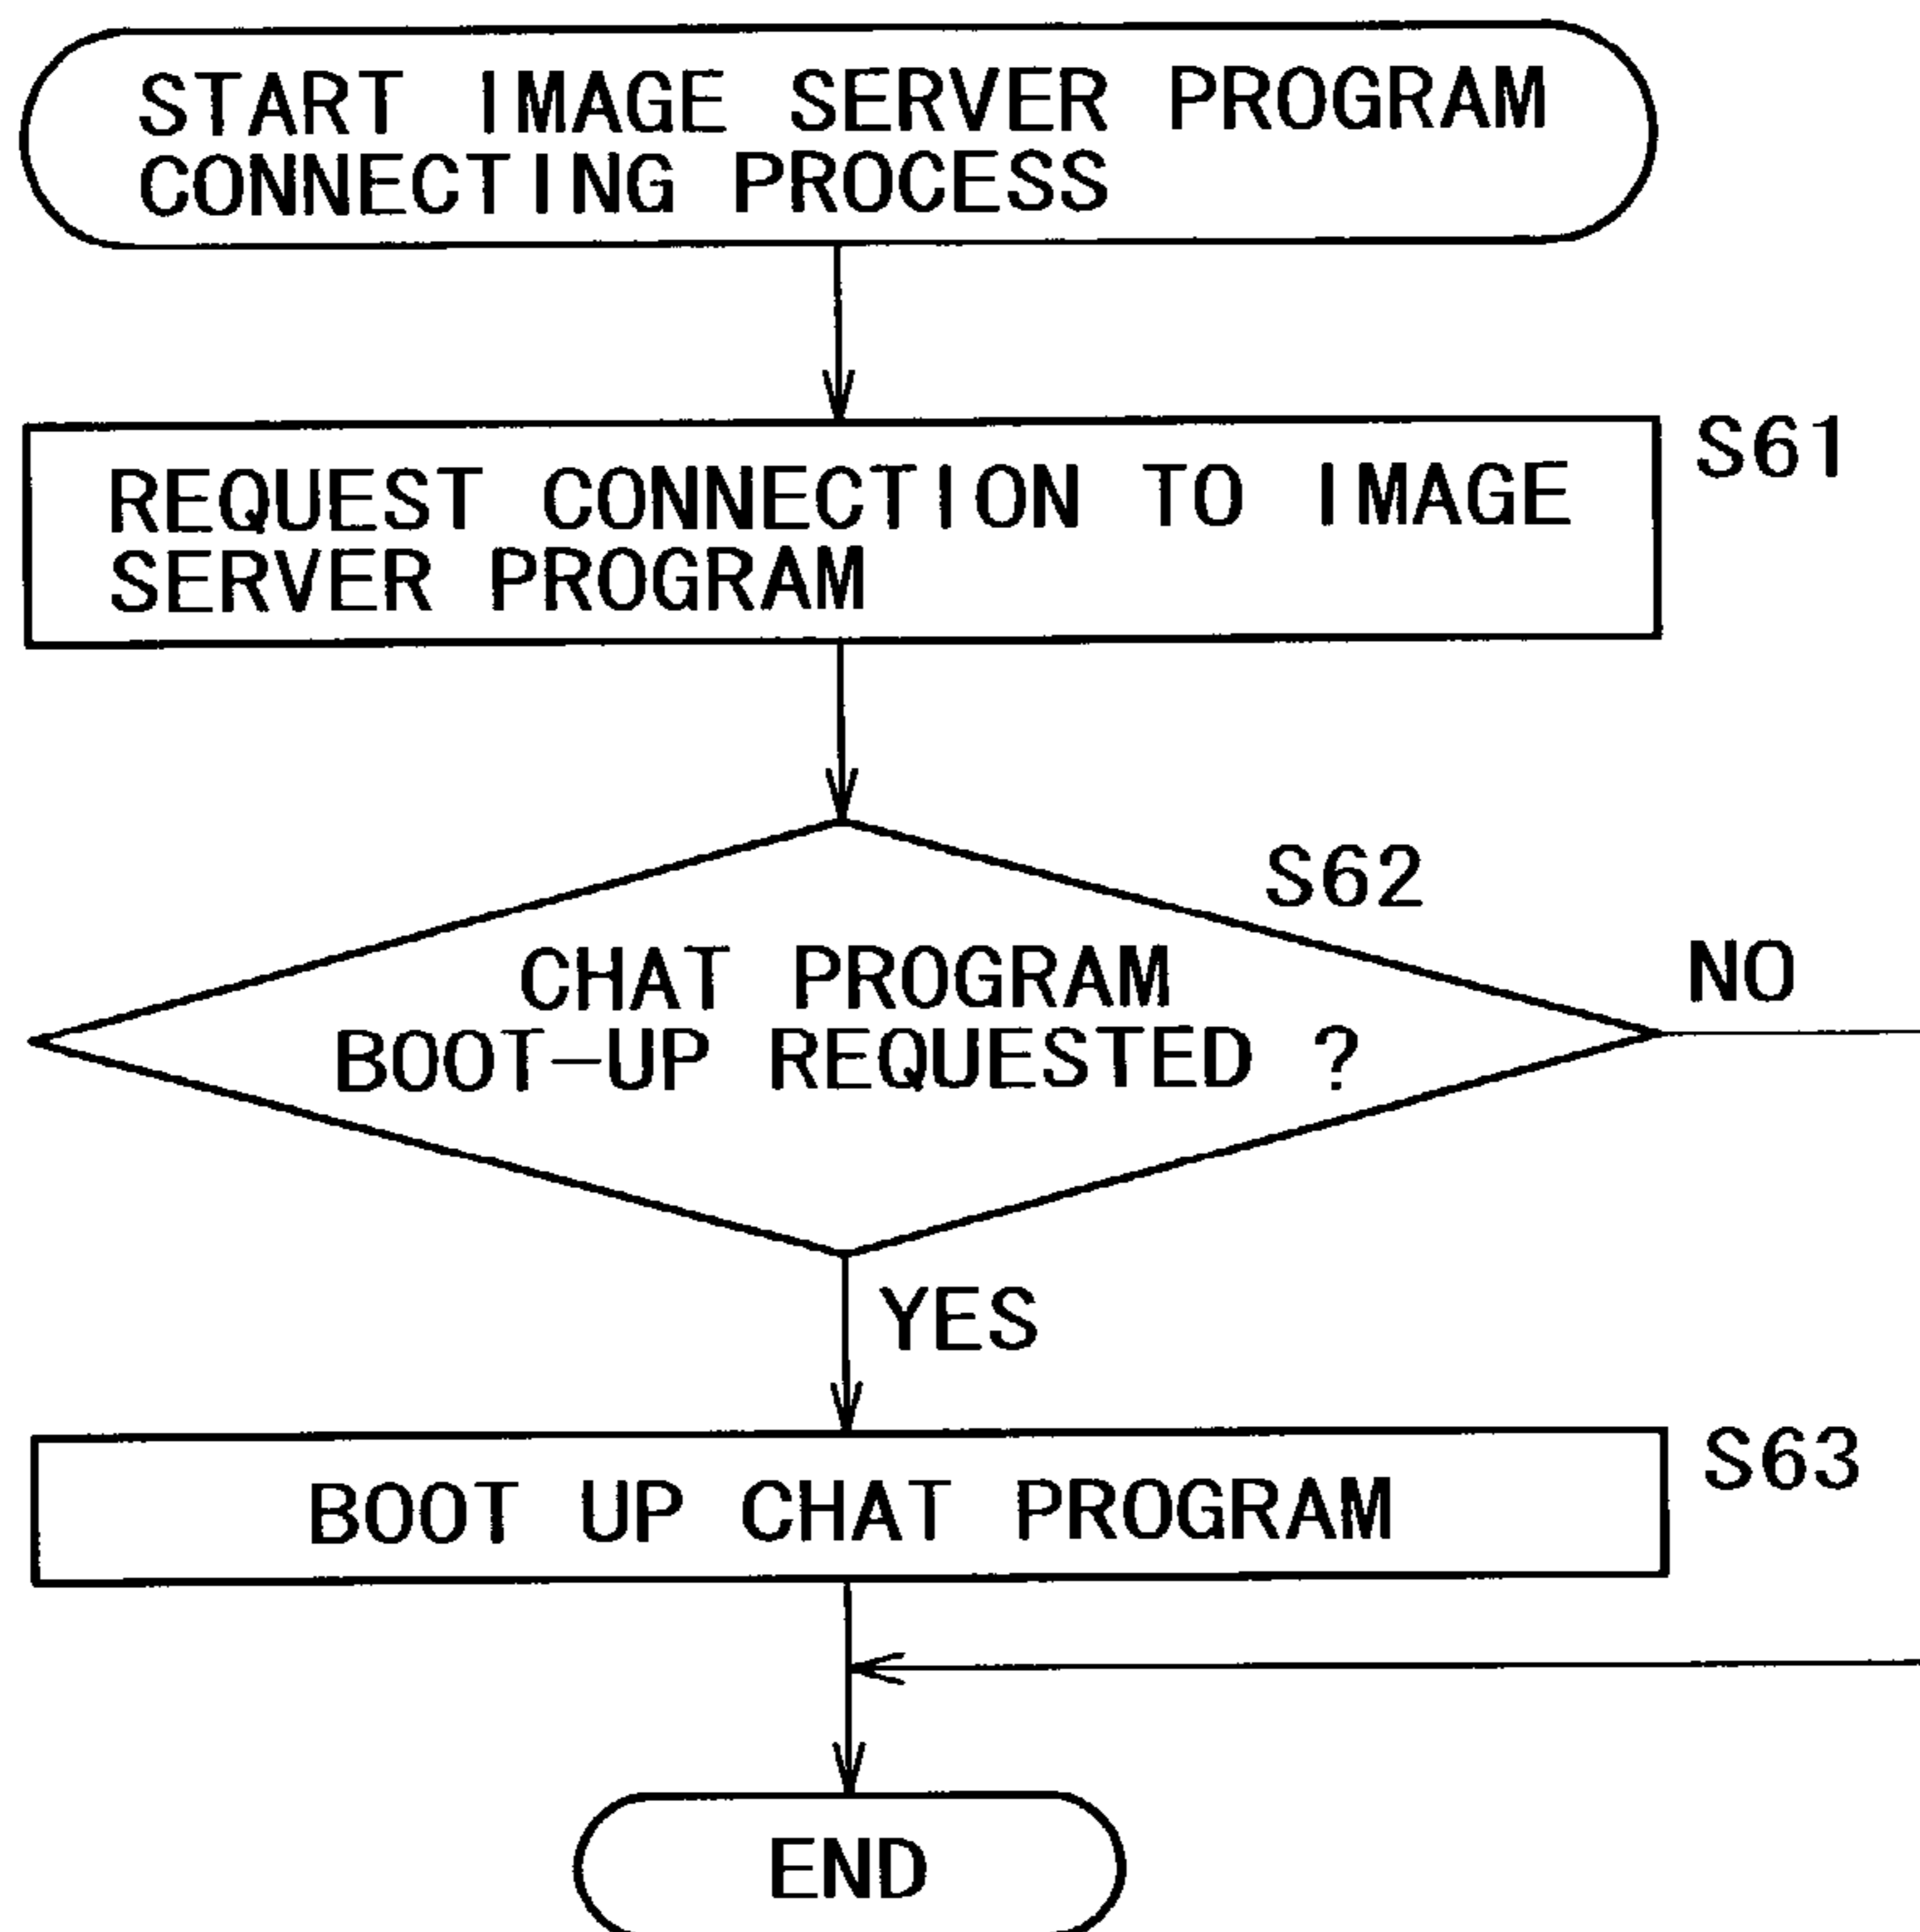 START IMAGE SERVER PROGRAM
CONNECTING PROCESS
S61
REQUEST CONNECTION TO IMAGE
SERVER PROGRAM
S62
CHAT PROGRAM
BOOT-UP REQUESTED ?
NO
YES
S63
BOOT UP CHAT PROGRAM
END